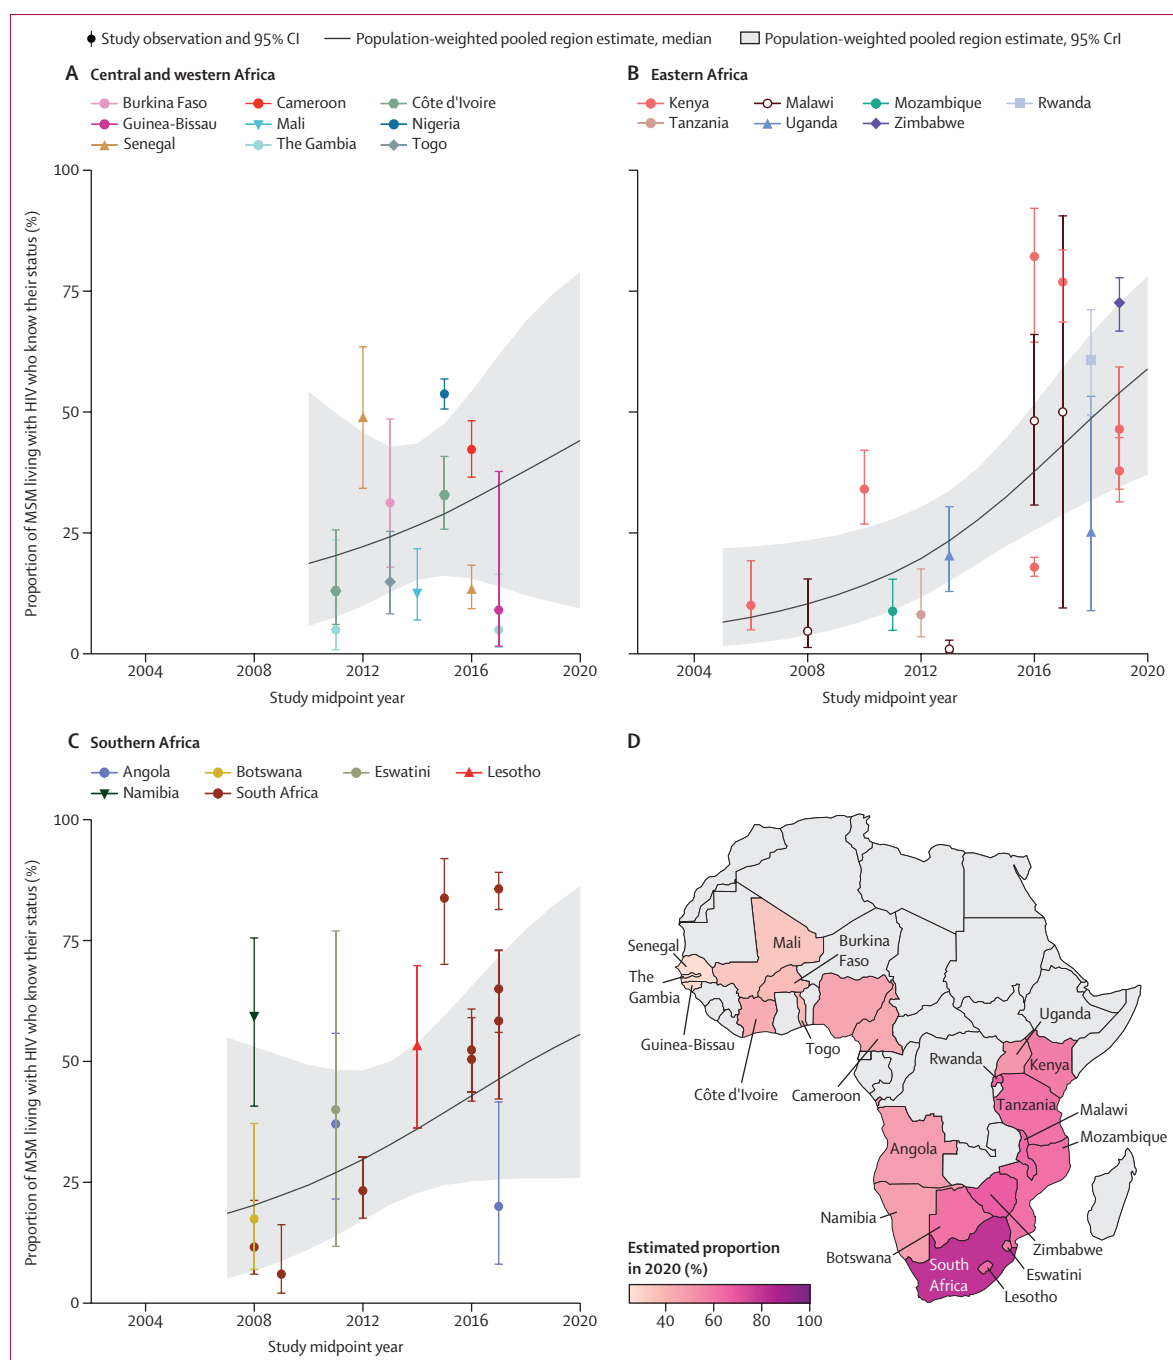 Study observation and 95% CI Population-weighted pooled region estimate, median Population-weighted pooled region estimate, 95% CrI
A Central and western Africa
Burkina Faso Cameroon Côte d'Ivoire
Guinea-Bissau Mali Nigeria
Senegal The Gambia Togo
Proportion of MSM living with HIV who know their status (%)
100
75
50
25
0
2004 2008 2012 2016 2020
Study midpoint year
B Eastern Africa
Kenya Malawi Mozambique Rwanda
Tanzania Uganda Zimbabwe
100
75
50
25
0
2004 2008 2012 2016 2020
Study midpoint year
C Southern Africa
Angola Botswana Eswatini Lesotho
Namibia South Africa
Proportion of MSM living with HIV who know their status (%)
100
75
50
25
0
2004 2008 2012 2016 2020
Study midpoint year
D
Senegal
Mali
Burkina
Faso
The
Gambia
Guinea-Bissau
Togo
Côte d'Ivoire
Cameroon
Uganda
Rwanda
Kenya
Tanzania
Malawi
Mozambique
Angola
Namibia
Botswana
Zimbabwe
Eswatini
South
Africa
Lesotho
Estimated proportion
in 2020 (%)
40 60 80 100